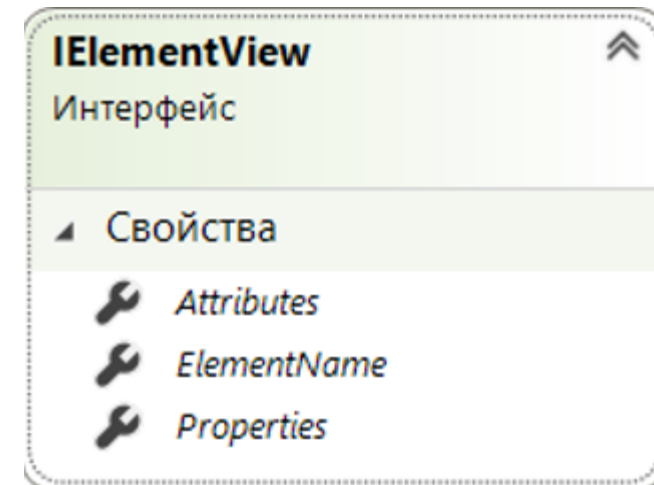 IElementView
Интерфейс
Свойства
Attributes
ElementName
Properties